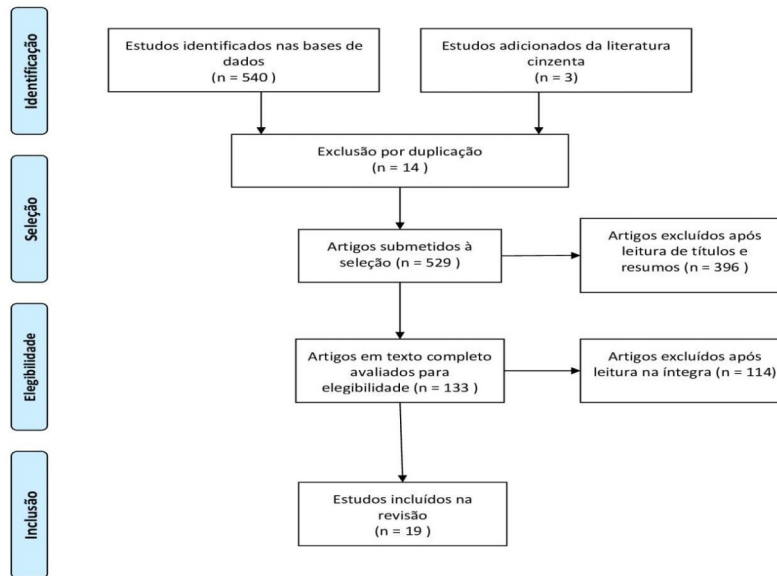 Identificação
Estudos identificados nas bases de
dados
(n = 540 )
Estudos adicionados da literatura
cinzenta
(n = 3)
Exclusão por duplicação
(n = 14 )
Seleção
Artigos submetidos à
seleção (n = 529 )
Artigos excluídos após
leitura de títulos e
resumos (n = 396 )
Elegibilidade
Artigos em texto completo
avaliados para
elegibilidade (n = 133 )
Artigos excluídos após
leitura na íntegra (n = 114)
Inclusão
Estudos incluídos na
revisão
(n = 19 )